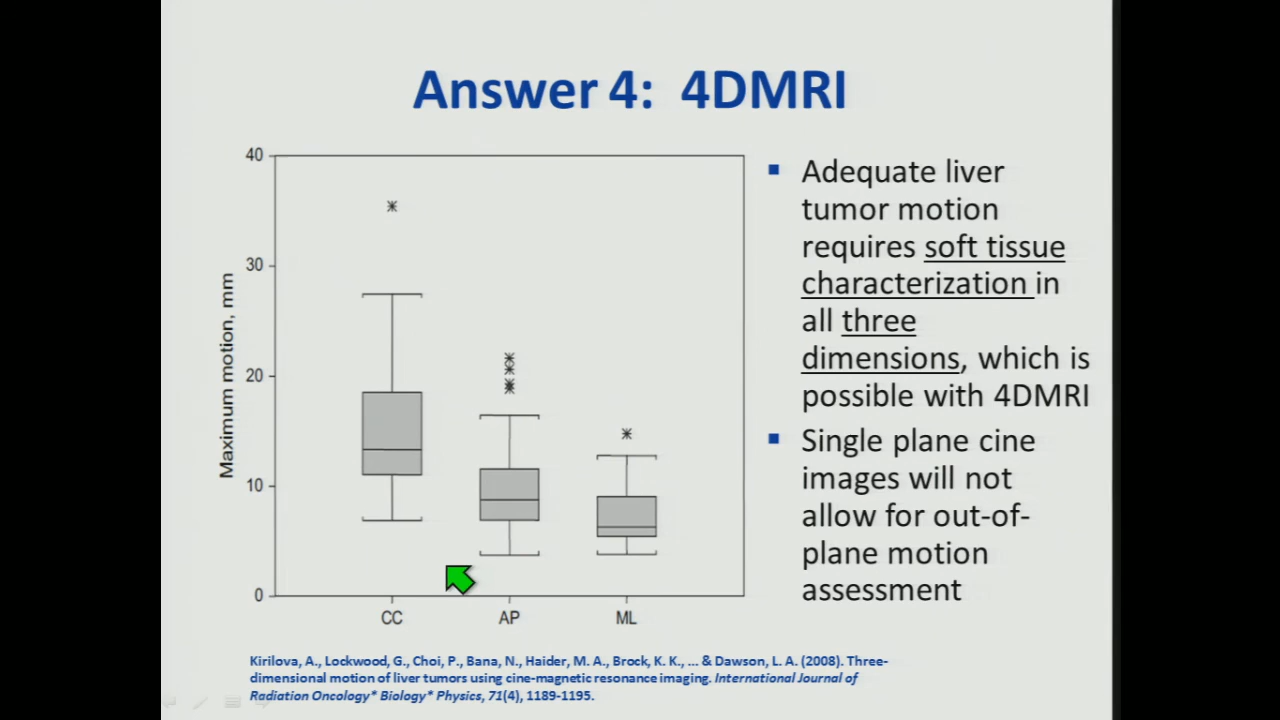 Answer 4: 4DMRI
40
30
20
10
0
Maximum motion, mm
CC AP ML
Adequate liver
tumor motion
requires soft tissue
characterization in
all three
dimensions, which is
possible with 4DMRI
Single plane cine
images will not
allow for out-of-
plane motion
assessment
Kirilova, A., Lockwood, G., Choi, P., Bana, N., Haider, M. A., Brock, K. K., ... & Dawson, L. A. (2008). Three-
dimensional motion of liver tumors using cine-magnetic resonance imaging. International Journal of
Radiation Oncology* Biology* Physics, 71(4), 1189-1195.